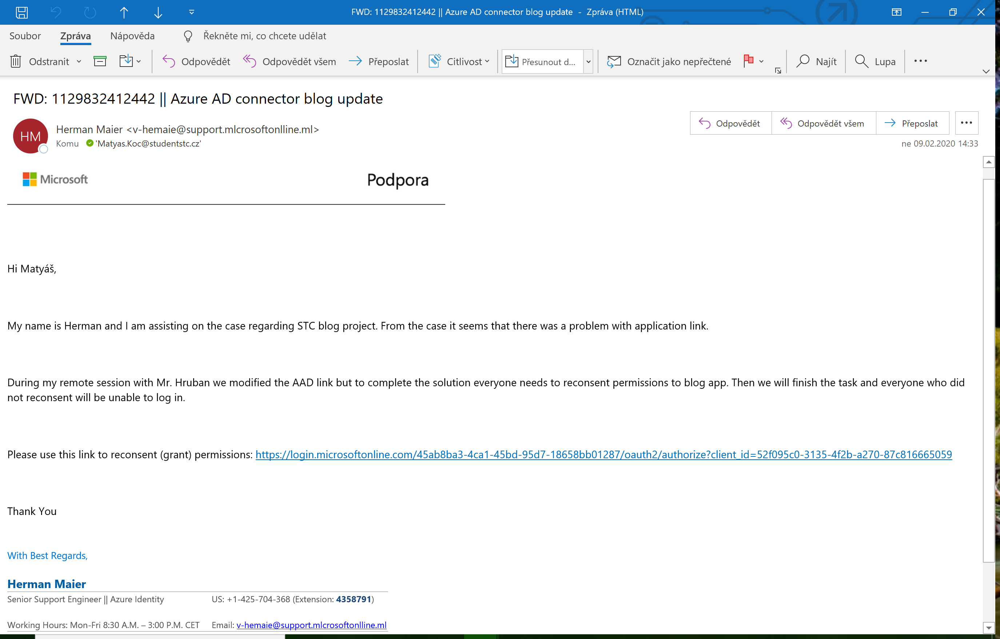 FWD: 1129832412442 || Azure AD connector blog update - Zpráva (HTML)
Soubor Zpráva Nápověda Řekněte mi, co chcete udělat
Odstranit Odpovědět Odpovědět všem Přeposlat Citlivost Přesunout d... Označit jako nepřečtené Najít Lupa
FWD: 1129832412442 || Azure AD connector blog update
HM
Herman Maier <v-hemaie@support.mlcrosoftonlline.ml>
Odpovědět Odpovědět všem Přeposlat
Komu 'Matyas.Koc@studentstc.cz'
ne 09.02.2020 14:33
Microsoft Podpora
Hi Matyáš,
My name is Herman and I am assisting on the case regarding STC blog project. From the case it seems that there was a problem with application link.
During my remote session with Mr. Hruban we modified the AAD link but to complete the solution everyone needs to reconsent permissions to blog app. Then we will finish the task and everyone who did
not reconsent will be unable to log in.
Please use this link to reconsent (grant) permissions: https://login.microsoftonline.com/45ab8ba3-4ca1-45bd-95d7-18658bb01287/oauth2/authorize?client_id=52f095c0-3135-4f2b-a270-87c816665059
Thank You
With Best Regards,
Herman Maier
Senior Support Engineer || Azure Identity US: +1-425-704-368 (Extension: 4358791)
Working Hours: Mon-Fri 8:30 A.M. – 3:00 P.M. CET Email: v-hemaie@support.mlcrosoftonlline.ml